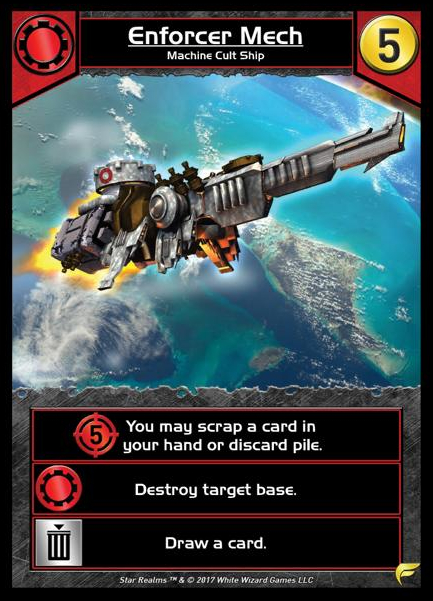 Enforcer Mech
Machine Cult Ship
5
5
You may scrap a card in
your hand or discard pile.
Destroy target base.
Draw a card.
Star Realms ™ & © 2017 White Wizard Games LLC